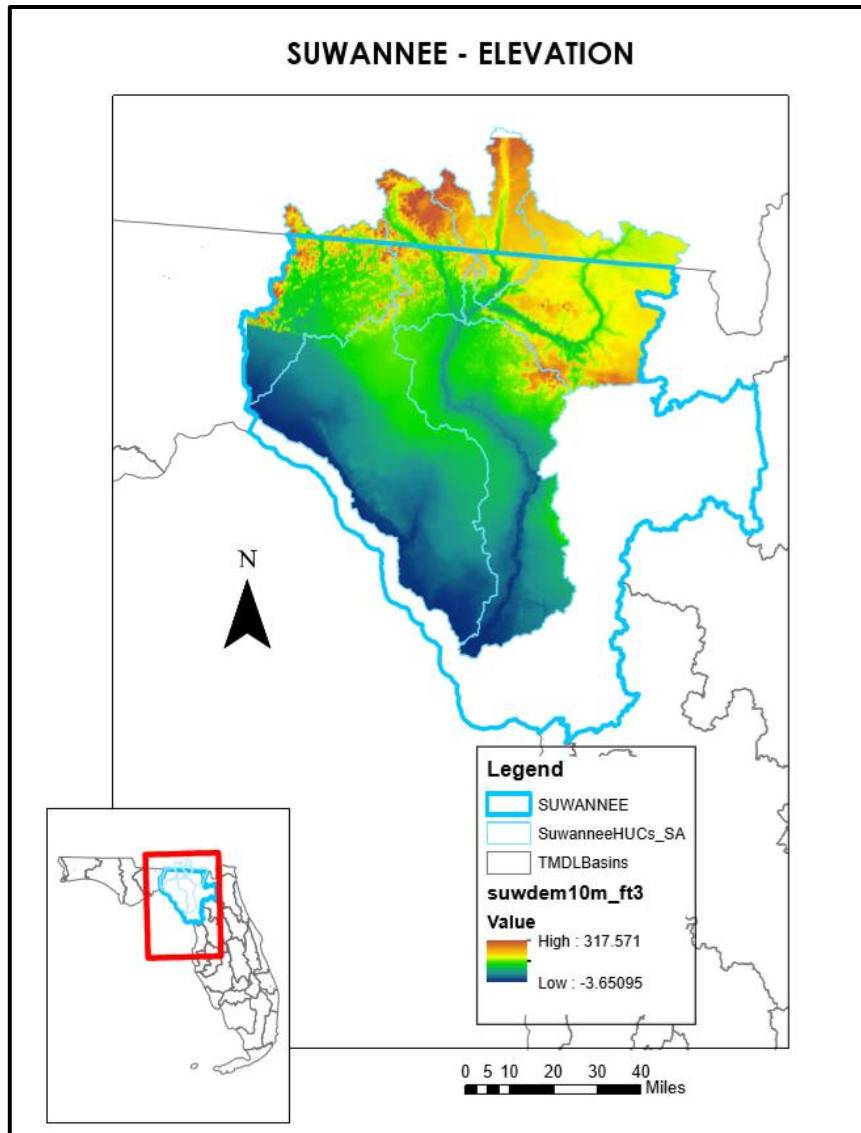 SUWANNEE - ELEVATION
N
Legend
SUWANNEE
SuwanneeHUCs_SA
TMDLBasins
suwdem10m_ft3
Value
High : 317.571
Low : -3.65095
0 5 10 20 30 40
Miles